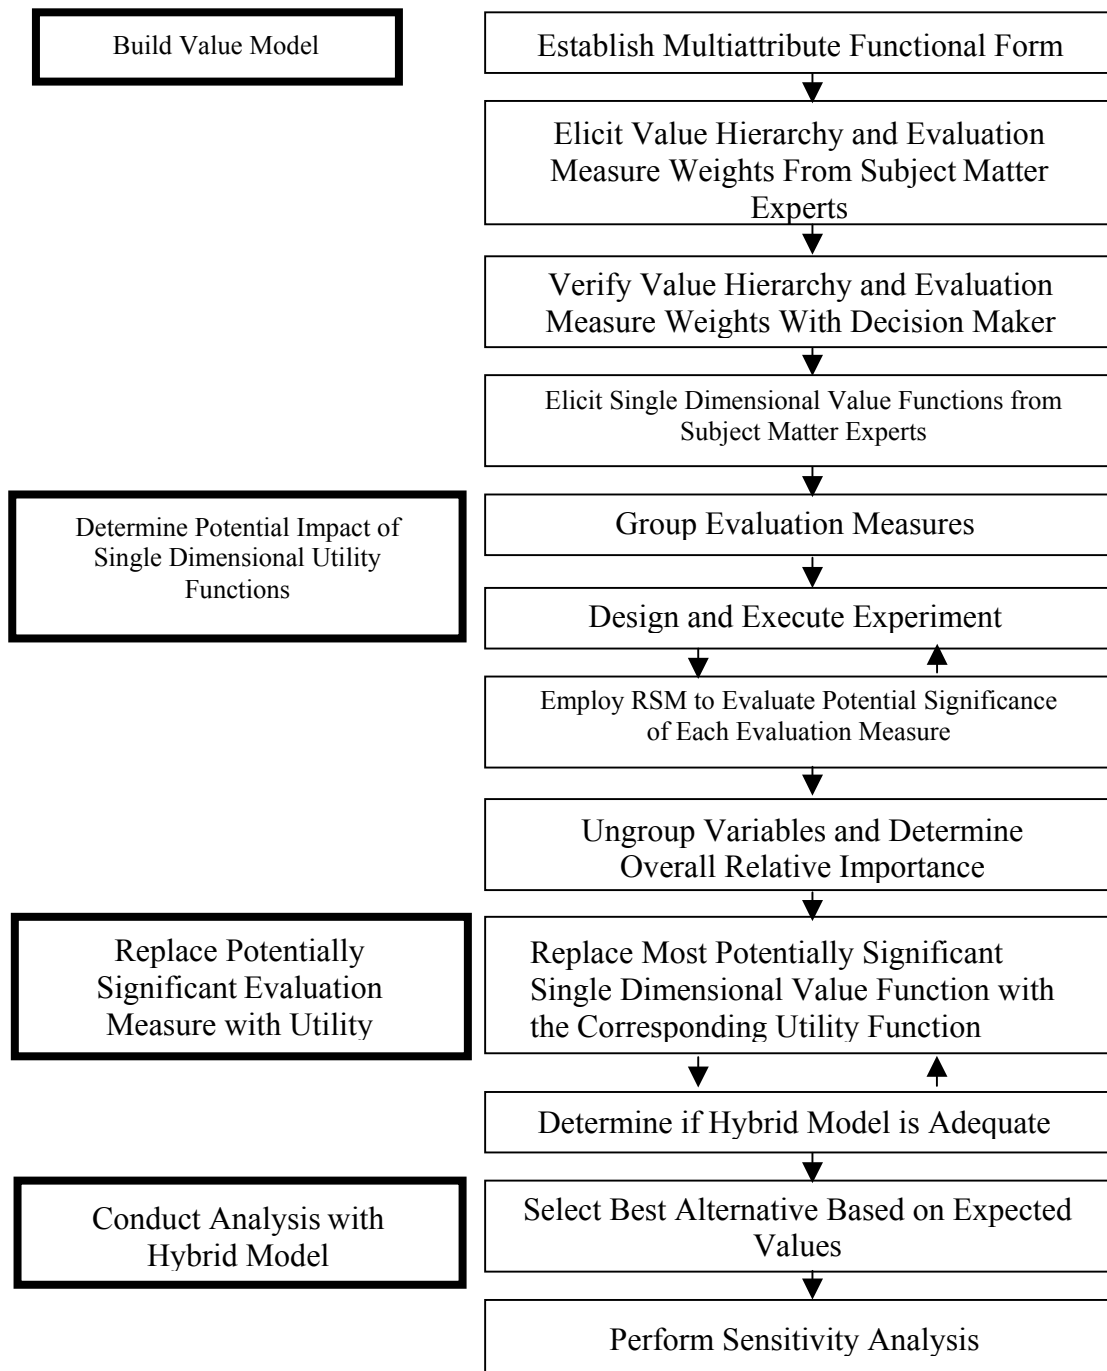 Build Value Model
Establish Multiattribute Functional Form
Elicit Value Hierarchy and Evaluation
Measure Weights From Subject Matter
Experts
Verify Value Hierarchy and Evaluation
Measure Weights With Decision Maker
Elicit Single Dimensional Value Functions from
Subject Matter Experts
Determine Potential Impact of
Single Dimensional Utility
Functions
Group Evaluation Measures
Design and Execute Experiment
Employ RSM to Evaluate Potential Significance
of Each Evaluation Measure
Ungroup Variables and Determine
Overall Relative Importance
Replace Potentially
Significant Evaluation
Measure with Utility
Replace Most Potentially Significant
Single Dimensional Value Function with
the Corresponding Utility Function
Determine if Hybrid Model is Adequate
Conduct Analysis with
Hybrid Model
Select Best Alternative Based on Expected
Values
Perform Sensitivity Analysis